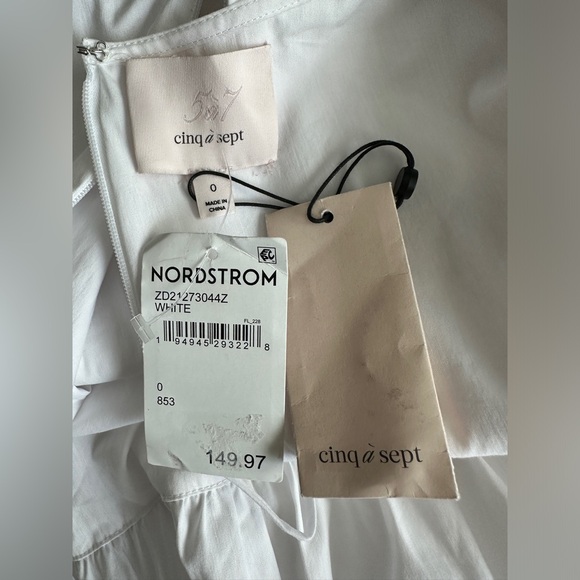 5À7
cinq à sept
0
MADE IN
CHINA
NORDSTROM
ZD21273044Z
WHITE
FL_228
1 94945 29322 8
0
853
149.97
cinq à sept